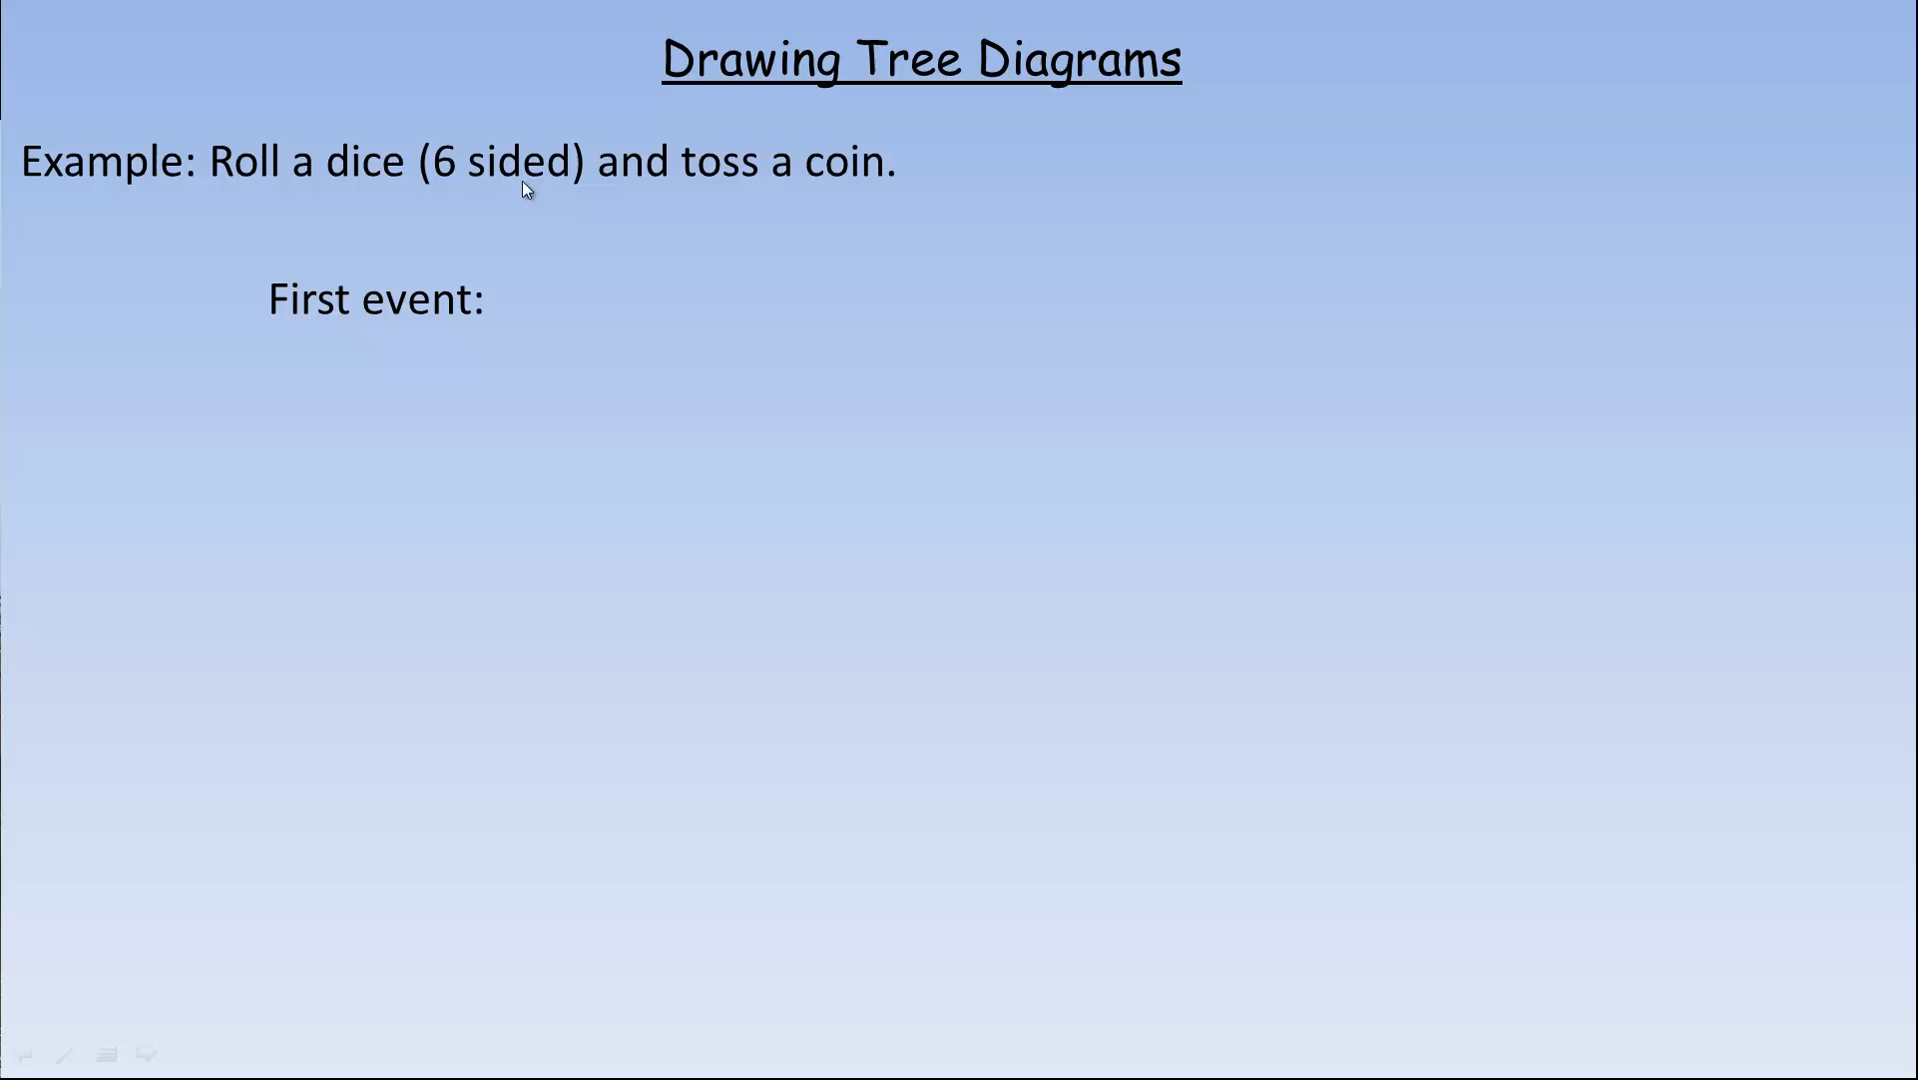 Drawing Tree Diagrams
Example: Roll a dice (6 sided) and toss a coin.
First event: